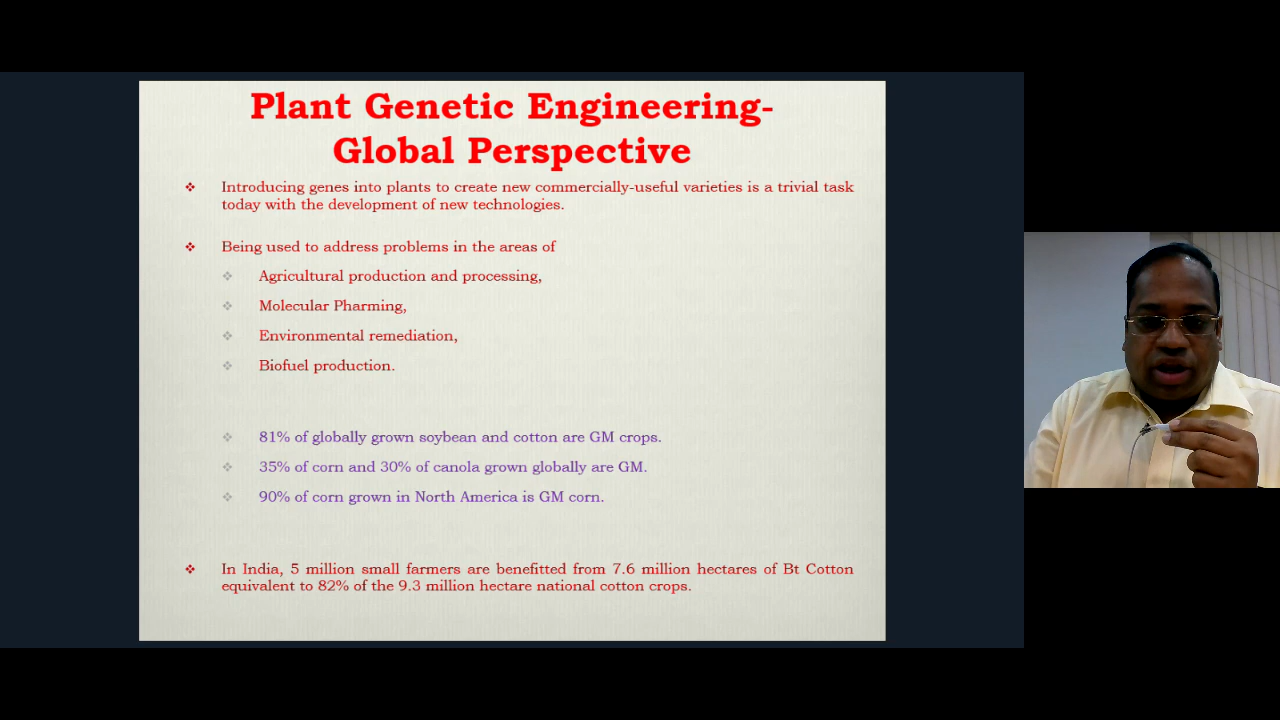 Plant Genetic Engineering-
Global Perspective
Introducing genes into plants to create new commercially-useful varieties is a trivial task
today with the development of new technologies.
Being used to address problems in the areas of
Agricultural production and processing,
Molecular Pharming,
Environmental remediation,
Biofuel production.
81% of globally grown soybean and cotton are GM crops.
35% of corn and 30% of canola grown globally are GM.
90% of corn grown in North America is GM corn.
In India, 5 million small farmers are benefitted from 7.6 million hectares of Bt Cotton
equivalent to 82% of the 9.3 million hectare national cotton crops.